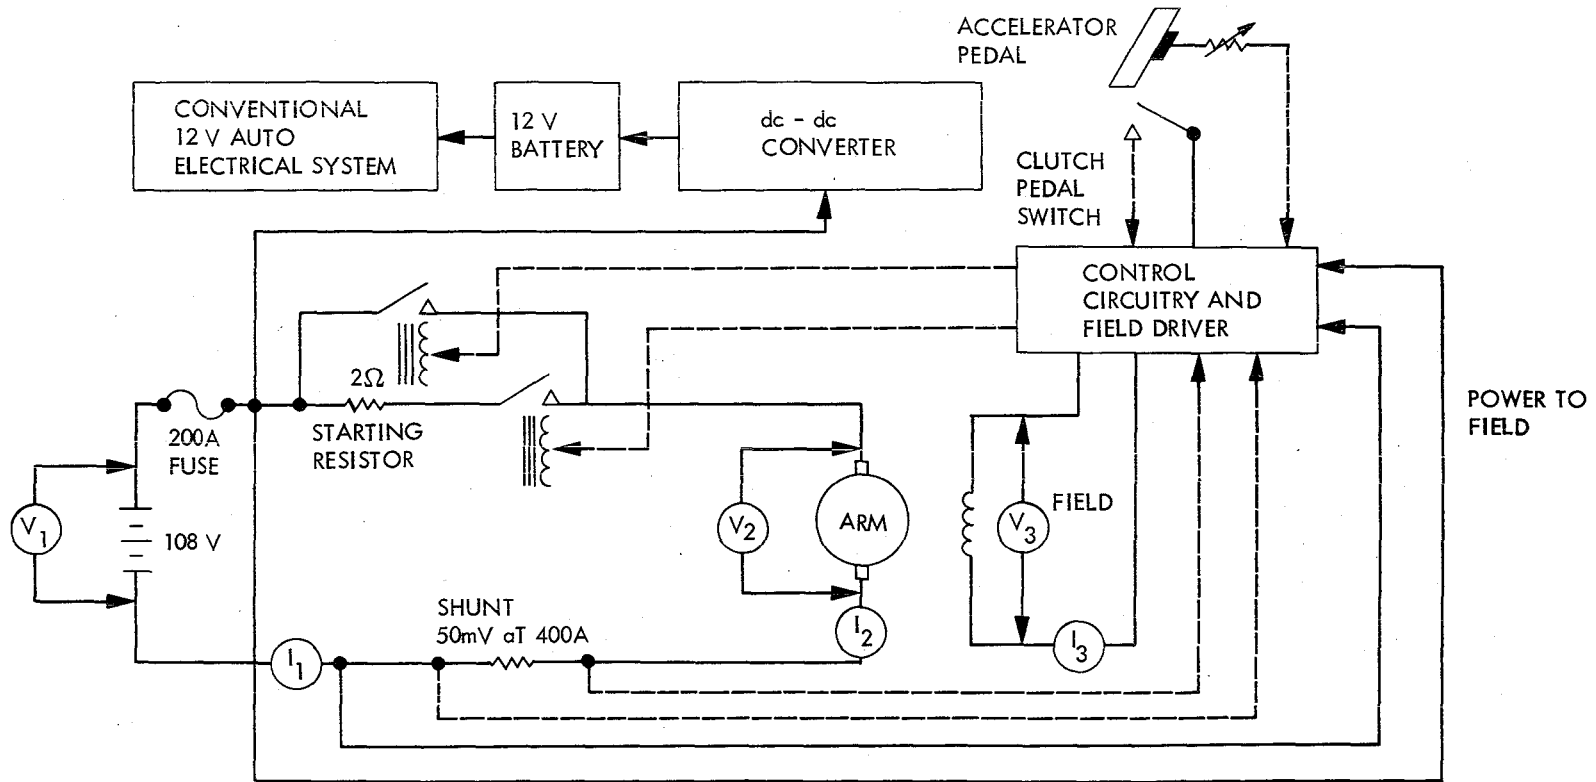 ACCELERATOR
PEDAL
CONVENTIONAL
12 V AUTO
ELECTRICAL SYSTEM
12 V
BATTERY
dc - dc
CONVERTER
CLUTCH
PEDAL
SWITCH
CONTROL
CIRCUITRY AND
FIELD DRIVER
2Ω
STARTING
RESISTOR
200A
FUSE
POWER TO
FIELD
V1
108 V
V2
ARM
V3
FIELD
SHUNT
50mV aT 400A
I1
I2
I3